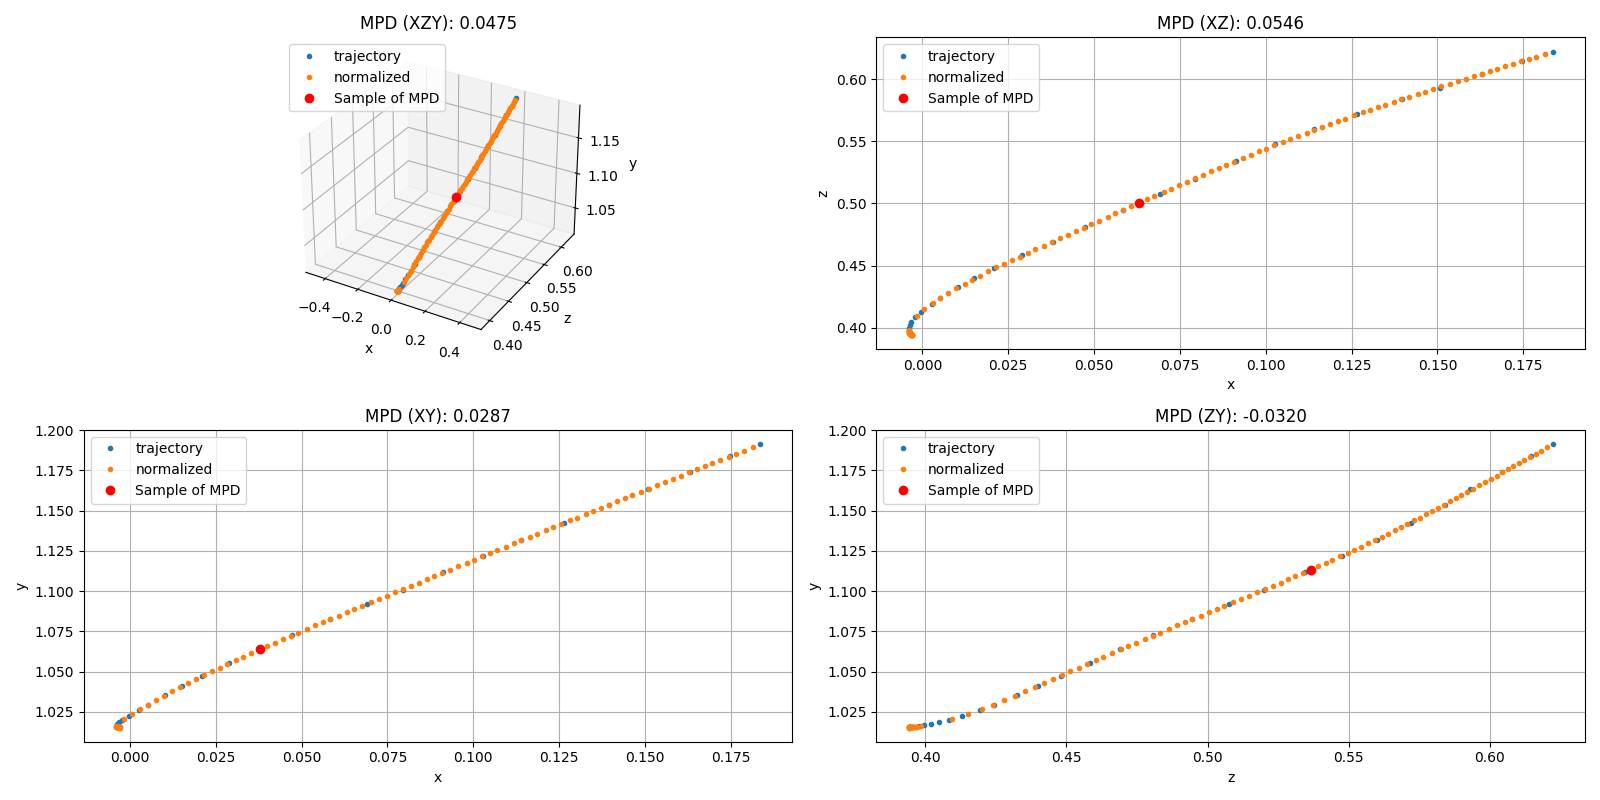 MPD (XZY): 0.0475
trajectory
normalized
Sample of MPD
1.15
1.10
1.05
y
0.60
0.55
0.50
0.45
0.40
z
−0.4
−0.2
0.0
0.2
0.4
x
MPD (XZ): 0.0546
trajectory
normalized
Sample of MPD
0.60
0.55
0.50
0.45
0.40
z
0.000 0.025 0.050 0.075 0.100 0.125 0.150 0.175
x
MPD (XY): 0.0287
trajectory
normalized
Sample of MPD
1.200
1.175
1.150
1.125
1.100
1.075
1.050
1.025
y
0.000 0.025 0.050 0.075 0.100 0.125 0.150 0.175
x
MPD (ZY): -0.0320
trajectory
normalized
Sample of MPD
1.200
1.175
1.150
1.125
1.100
1.075
1.050
1.025
y
0.40 0.45 0.50 0.55 0.60
z